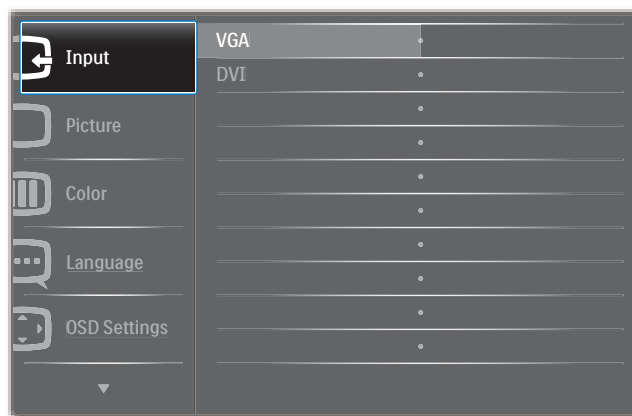 Input
VGA
DVI
Picture
Color
Language
OSD Settings